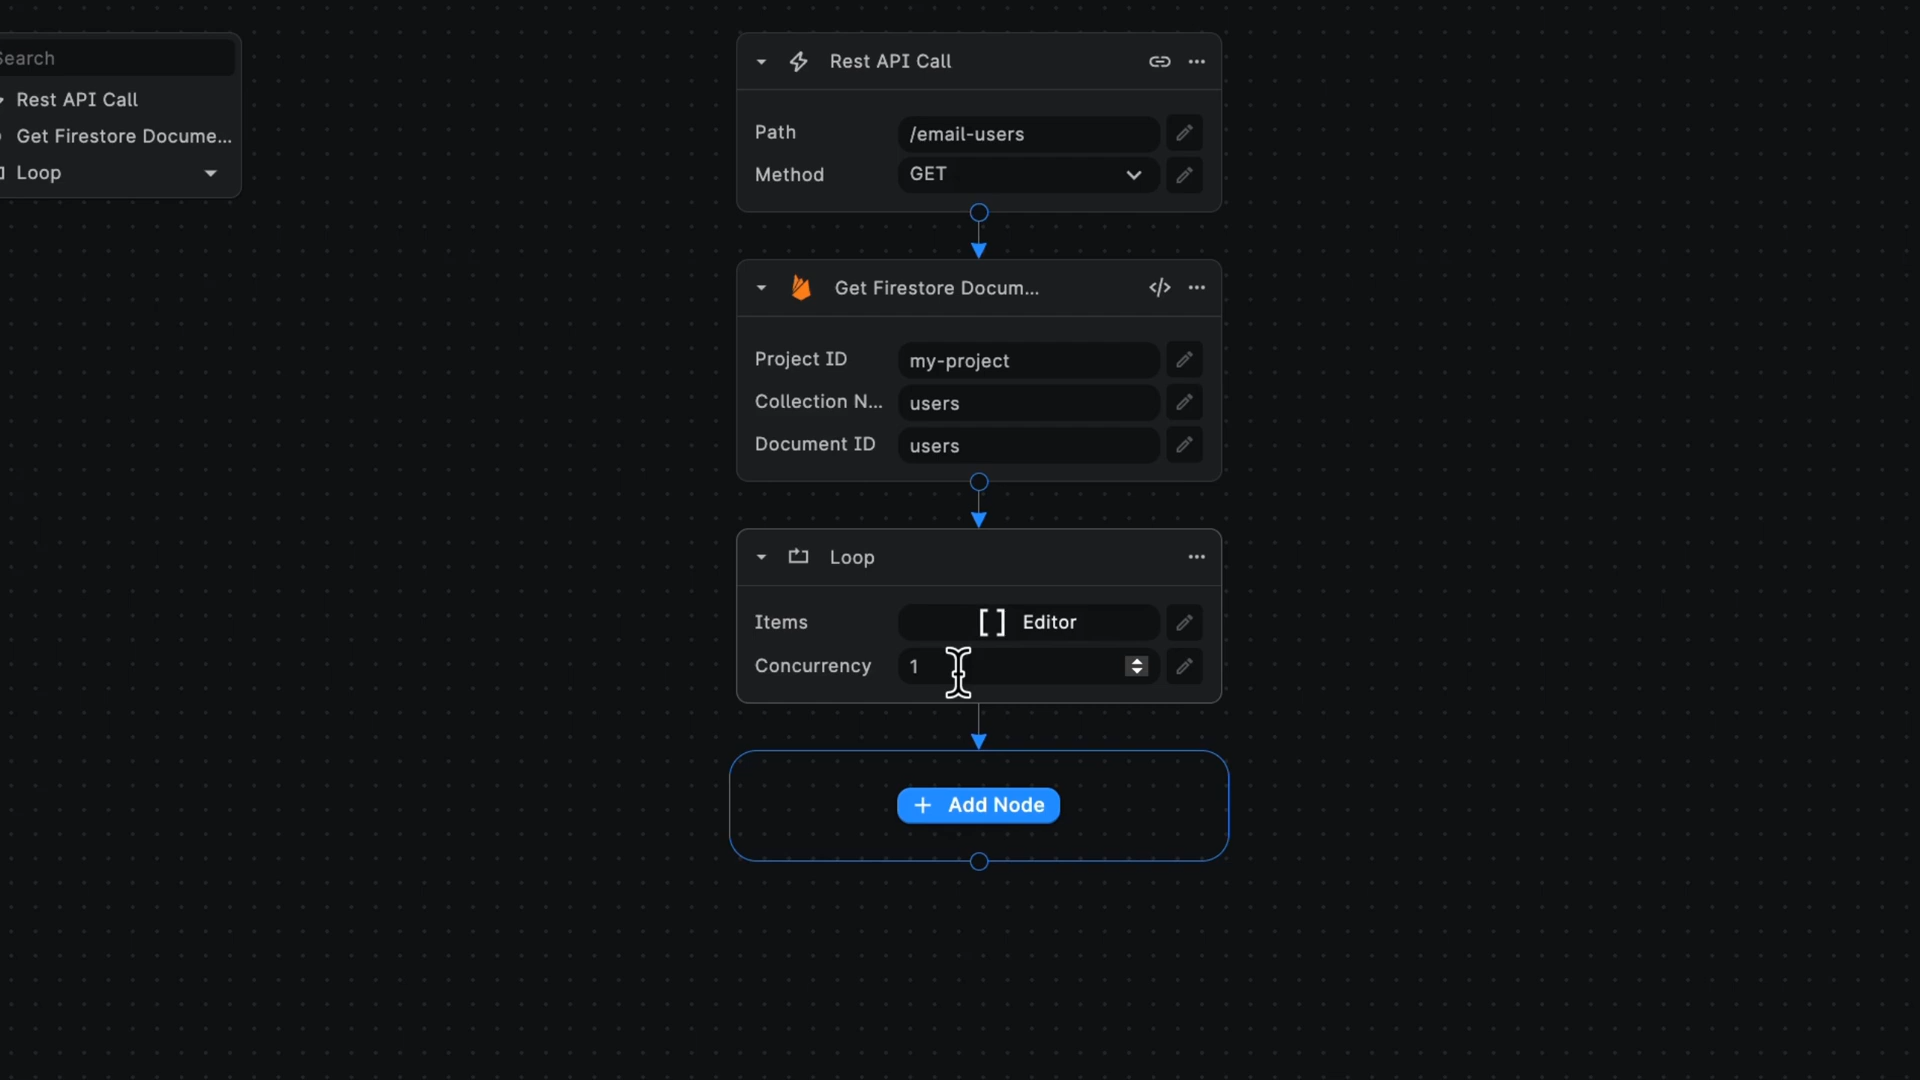 Search
Rest API Call
Get Firestore Docume...
Loop
Rest API Call
Path /email-users
Method GET
Get Firestore Docum...
Project ID my-project
Collection N... users
Document ID users
Loop
Items [ ] Editor
Concurrency 1
+ Add Node